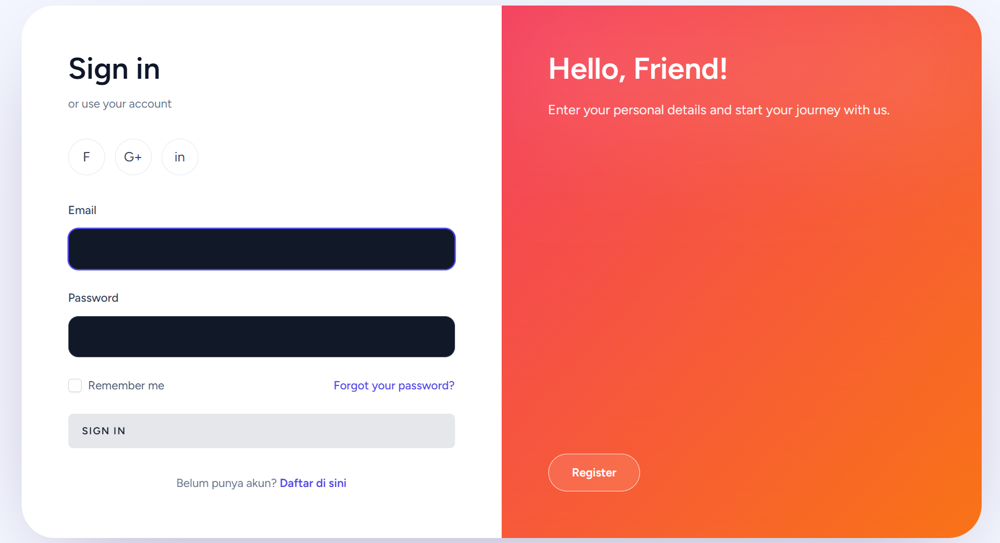 Sign in
or use your account
F G+ in
Email
Password
Remember me Forgot your password?
SIGN IN
Belum punya akun? Daftar di sini
Hello, Friend!
Enter your personal details and start your journey with us.
Register